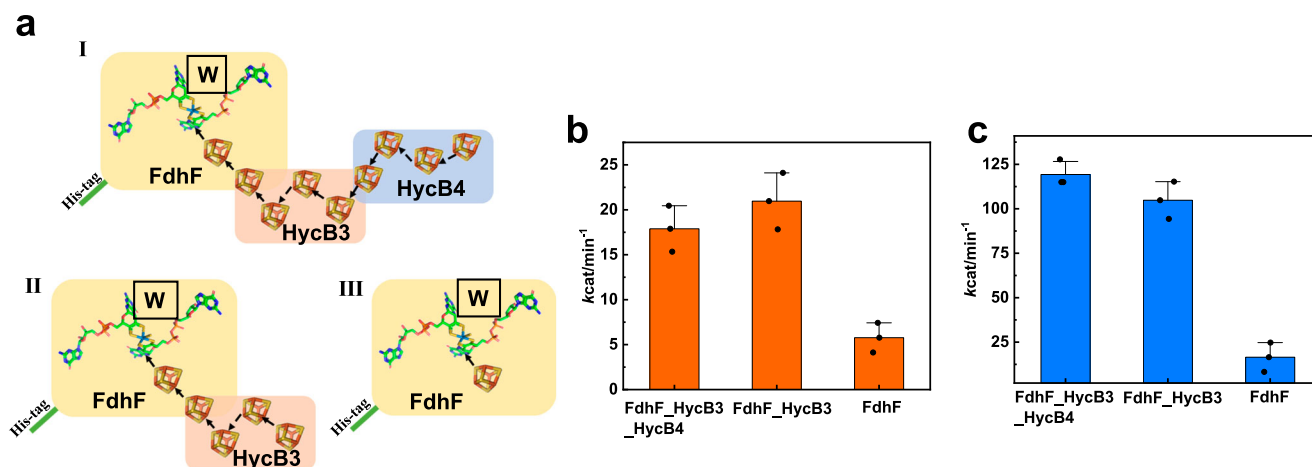 a
I
W
FdhF
His-tag
HycB3
HycB4
II
W
FdhF
His-tag
HycB3
III
W
FdhF
His-tag
b
kcat/min-1
25
20
15
10
5
0
FdhF_HycB3
_HycB4
FdhF_HycB3
FdhF
c
kcat/min-1
125
100
75
50
25
0
FdhF_HycB3
_HycB4
FdhF_HycB3
FdhF